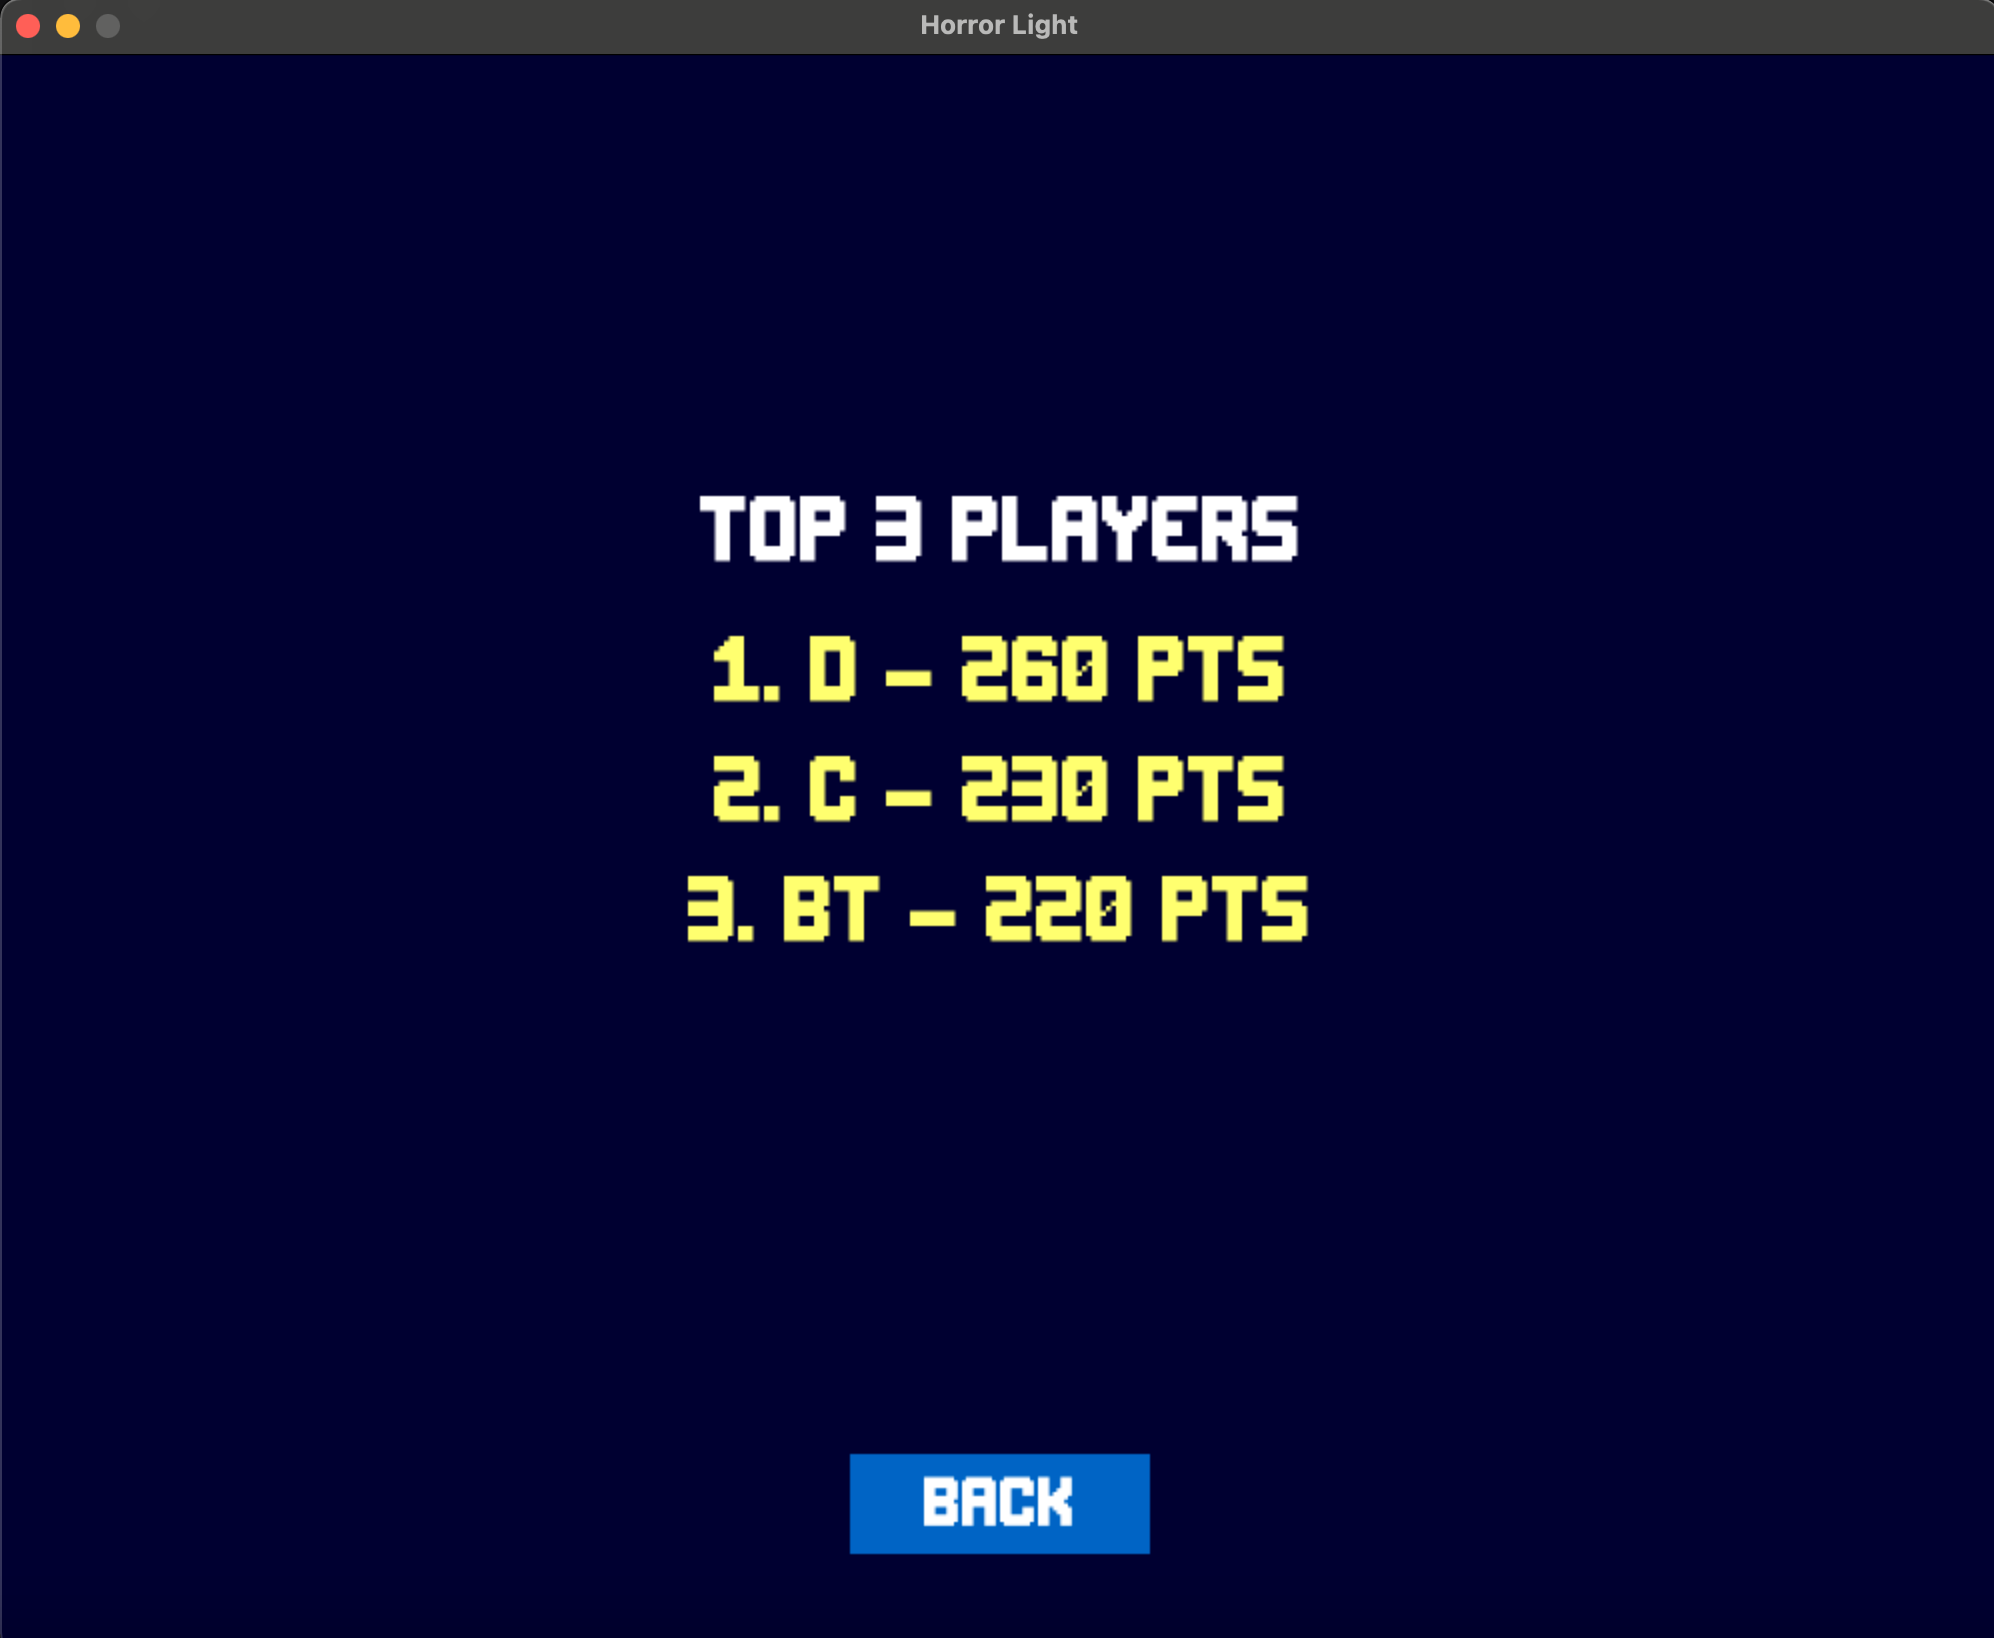 Horror Light
TOP 3 PLAYERS
1. D - 260 PTS
2. C - 230 PTS
3. BT - 220 PTS
BACK